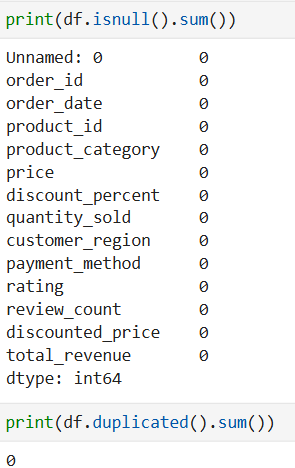 print(df.isnull().sum())
Unnamed: 0 0
order_id 0
order_date 0
product_id 0
product_category 0
price 0
discount_percent 0
quantity_sold 0
customer_region 0
payment_method 0
rating 0
review_count 0
discounted_price 0
total_revenue 0
dtype: int64
print(df.duplicated().sum())
0